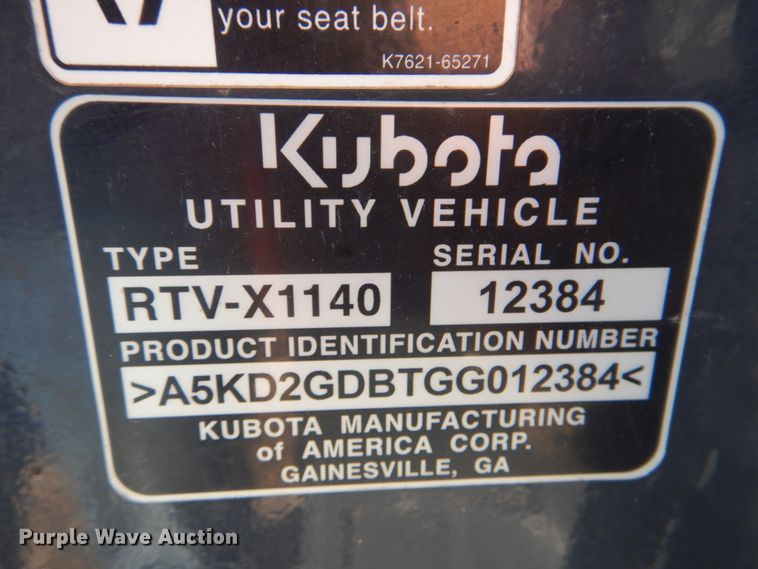 your seat belt.
K7621-65271
Kubota
UTILITY VEHICLE
TYPE SERIAL NO.
RTV-X1140 12384
PRODUCT IDENTIFICATION NUMBER
>A5KD2GDBTGG012384<
KUBOTA MANUFACTURING
of AMERICA CORP.
GAINESVILLE, GA
Purple Wave Auction